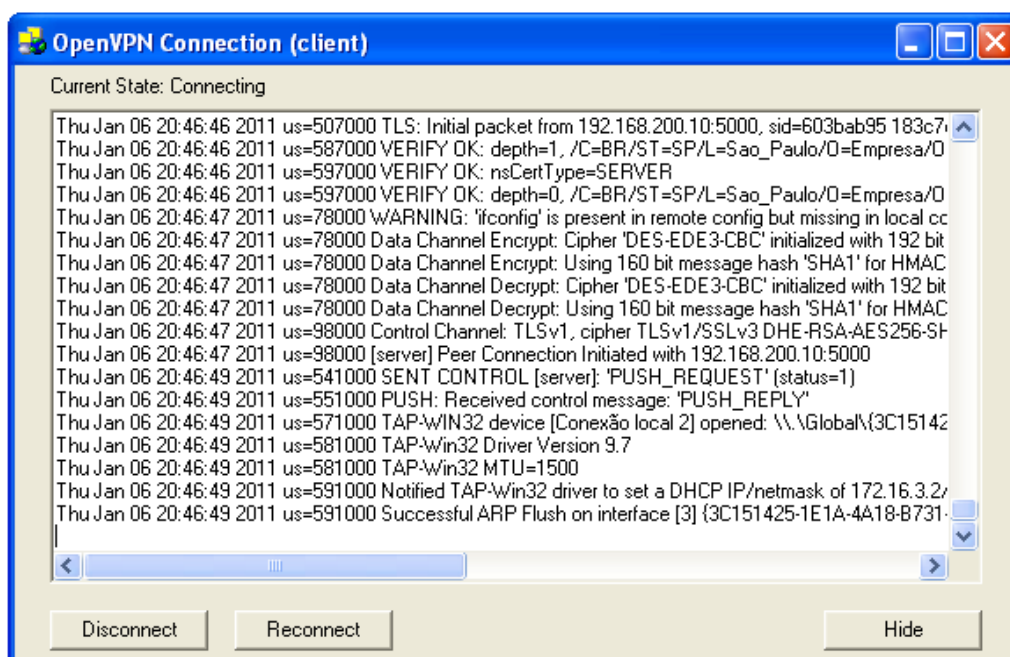 OpenVPN Connection (client)
Current State: Connecting
Thu Jan 06 20:46:46 2011 us=507000 TLS: Initial packet from 192.168.200.10:5000, sid=603bab95 183c7
Thu Jan 06 20:46:46 2011 us=587000 VERIFY OK: depth=1, /C=BR/ST=SP/L=Sao_Paulo/O=Empresa/O
Thu Jan 06 20:46:46 2011 us=597000 VERIFY OK: nsCertType=SERVER
Thu Jan 06 20:46:46 2011 us=597000 VERIFY OK: depth=0, /C=BR/ST=SP/L=Sao_Paulo/O=Empresa/O
Thu Jan 06 20:46:47 2011 us=78000 WARNING: 'ifconfig' is present in remote config but missing in local co
Thu Jan 06 20:46:47 2011 us=78000 Data Channel Encrypt: Cipher 'DES-EDE3-CBC' initialized with 192 bit
Thu Jan 06 20:46:47 2011 us=78000 Data Channel Encrypt: Using 160 bit message hash 'SHA1' for HMAC
Thu Jan 06 20:46:47 2011 us=78000 Data Channel Decrypt: Cipher 'DES-EDE3-CBC' initialized with 192 bit
Thu Jan 06 20:46:47 2011 us=78000 Data Channel Decrypt: Using 160 bit message hash 'SHA1' for HMAC
Thu Jan 06 20:46:47 2011 us=98000 Control Channel: TLSv1, cipher TLSv1/SSLv3 DHE-RSA-AES256-SH
Thu Jan 06 20:46:47 2011 us=98000 [server] Peer Connection Initiated with 192.168.200.10:5000
Thu Jan 06 20:46:49 2011 us=541000 SENT CONTROL [server]: 'PUSH_REQUEST' (status=1)
Thu Jan 06 20:46:49 2011 us=551000 PUSH: Received control message: 'PUSH_REPLY'
Thu Jan 06 20:46:49 2011 us=571000 TAP-WIN32 device [Conexão local 2] opened: \\.\Global\{3C15142
Thu Jan 06 20:46:49 2011 us=581000 TAP-Win32 Driver Version 9.7
Thu Jan 06 20:46:49 2011 us=581000 TAP-Win32 MTU=1500
Thu Jan 06 20:46:49 2011 us=591000 Notified TAP-Win32 driver to set a DHCP IP/netmask of 172.16.3.2/
Thu Jan 06 20:46:49 2011 us=591000 Successful ARP Flush on interface [3] {3C151425-1E1A-4A18-B731-
Disconnect
Reconnect
Hide